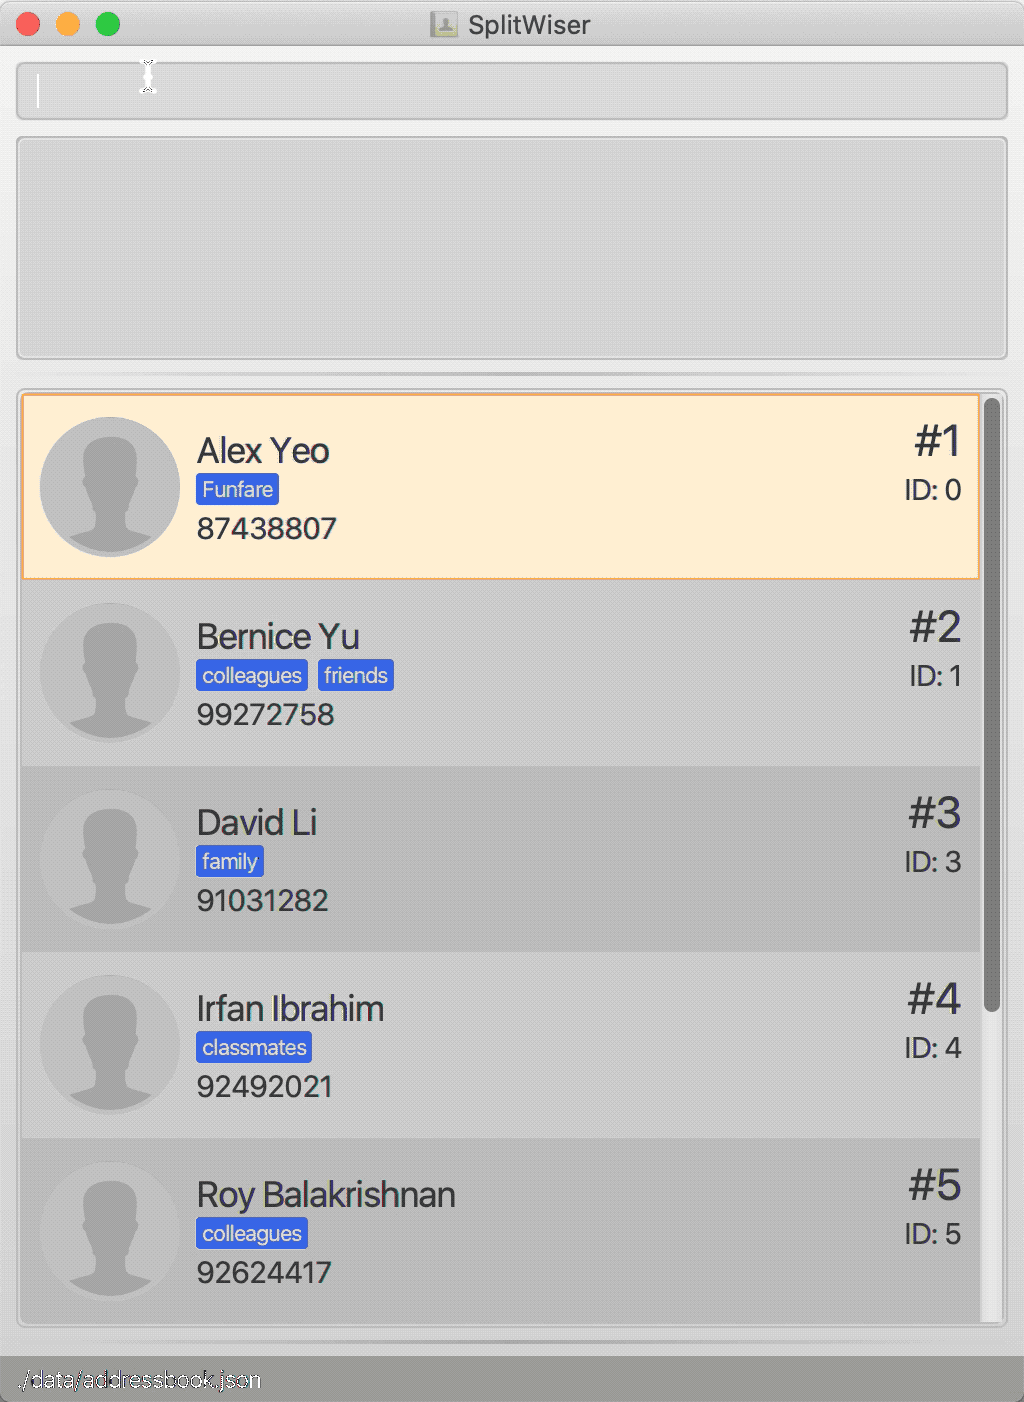 SplitWiser
Alex Yeo
#1
Funfare
ID: 0
87438807
Bernice Yu
#2
colleagues friends
ID: 1
99272758
David Li
#3
family
ID: 3
91031282
Irfan Ibrahim
#4
classmates
ID: 4
92492021
Roy Balakrishnan
#5
colleagues
ID: 5
92624417
./data/addressbook.json